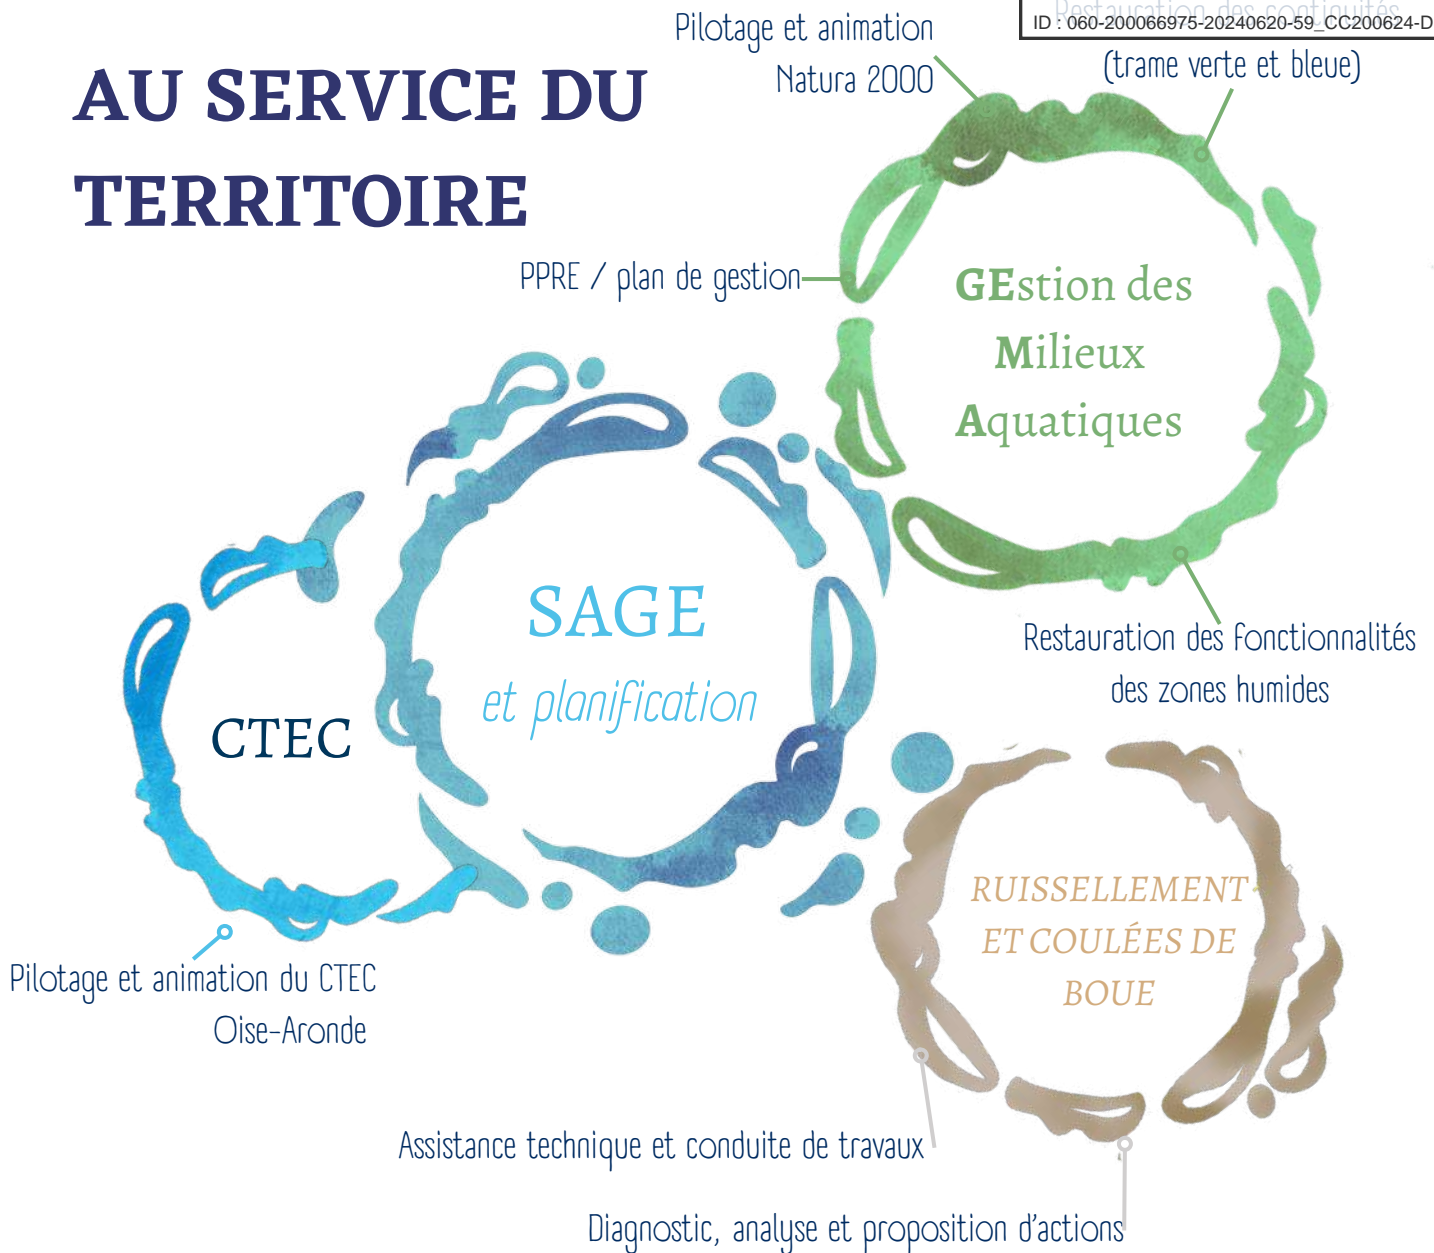 Restauration des continuités
ID : 060-200066975-20240620-59_CC200624-D
(trame verte et bleue)
Pilotage et animation
Natura 2000
AU SERVICE DU
TERRITOIRE
PPRE / plan de gestion
GEstion des
Milieux
Aquatiques
SAGE
et planification
CTEC
Restauration des fonctionnalités
des zones humides
RUISSELLEMENT
ET COULÉES DE
BOUE
Pilotage et animation du CTEC
Oise-Aronde
Assistance technique et conduite de travaux
Diagnostic, analyse et proposition d'actions